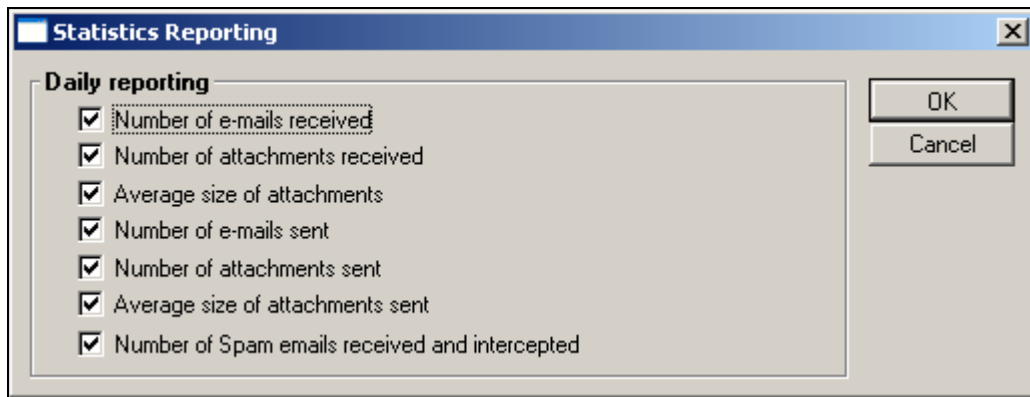 Statistics Reporting
Daily reporting
Number of e-mails received
Number of attachments received
Average size of attachments
Number of e-mails sent
Number of attachments sent
Average size of attachments sent
Number of Spam emails received and intercepted
OK
Cancel